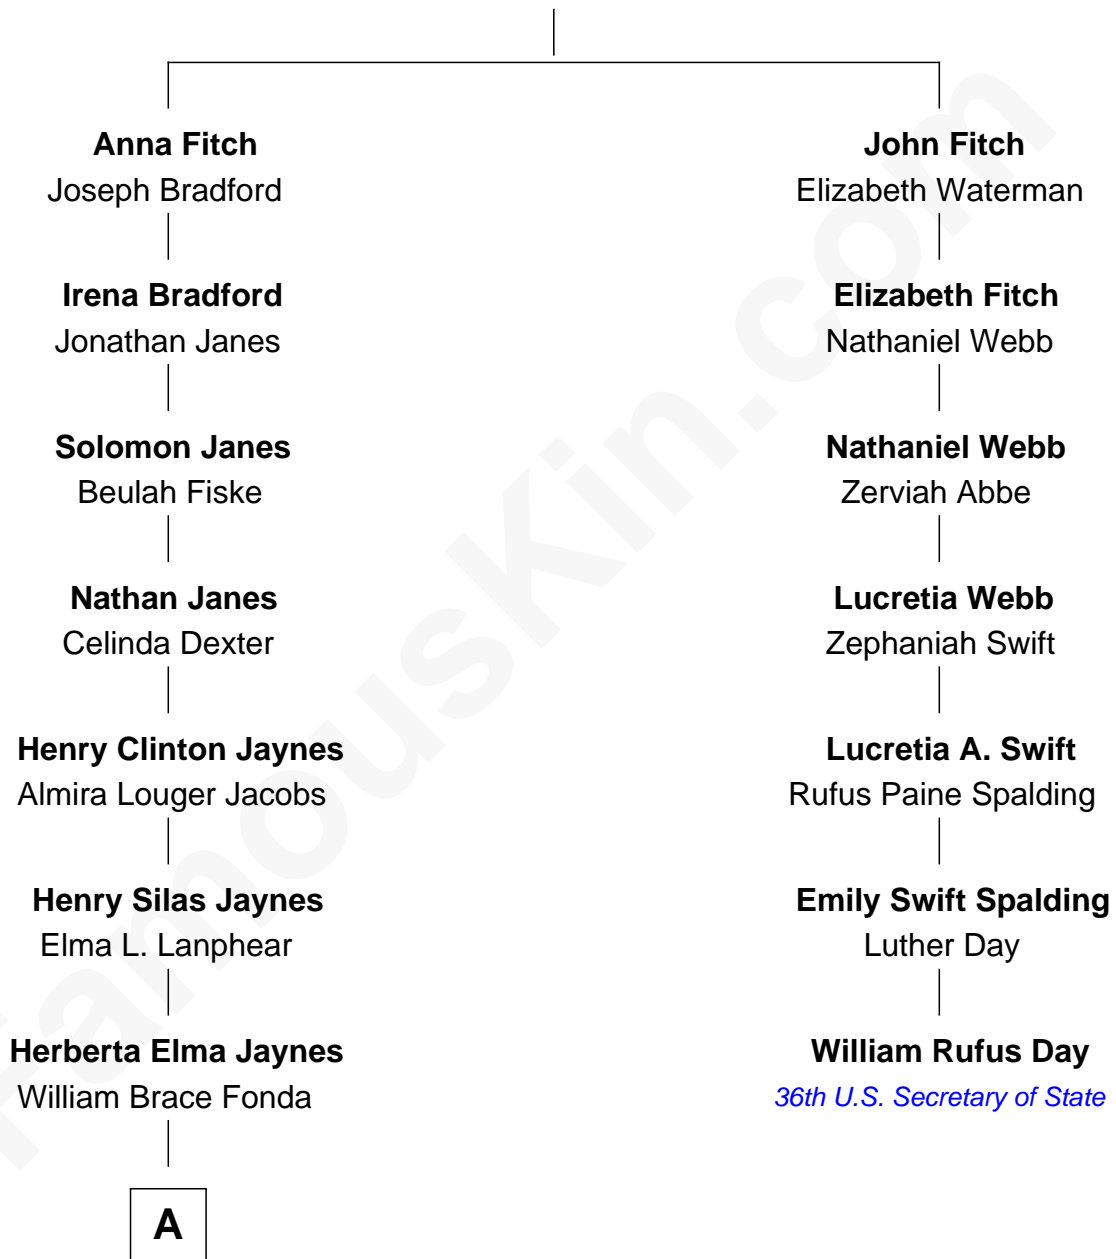 Anna Fitch
Joseph Bradford
Irena Bradford
Jonathan Janes
Solomon Janes
Beulah Fiske
Nathan Janes
Celinda Dexter
Henry Clinton Jaynes
Almira Louger Jacobs
Henry Silas Jaynes
Elma L. Lanphear
Herberta Elma Jaynes
William Brace Fonda
A
John Fitch
Elizabeth Waterman
Elizabeth Fitch
Nathaniel Webb
Nathaniel Webb
Zerviah Abbe
Lucretia Webb
Zephaniah Swift
Lucretia A. Swift
Rufus Paine Spalding
Emily Swift Spalding
Luther Day
William Rufus Day
36th U.S. Secretary of State
FamousKin.com